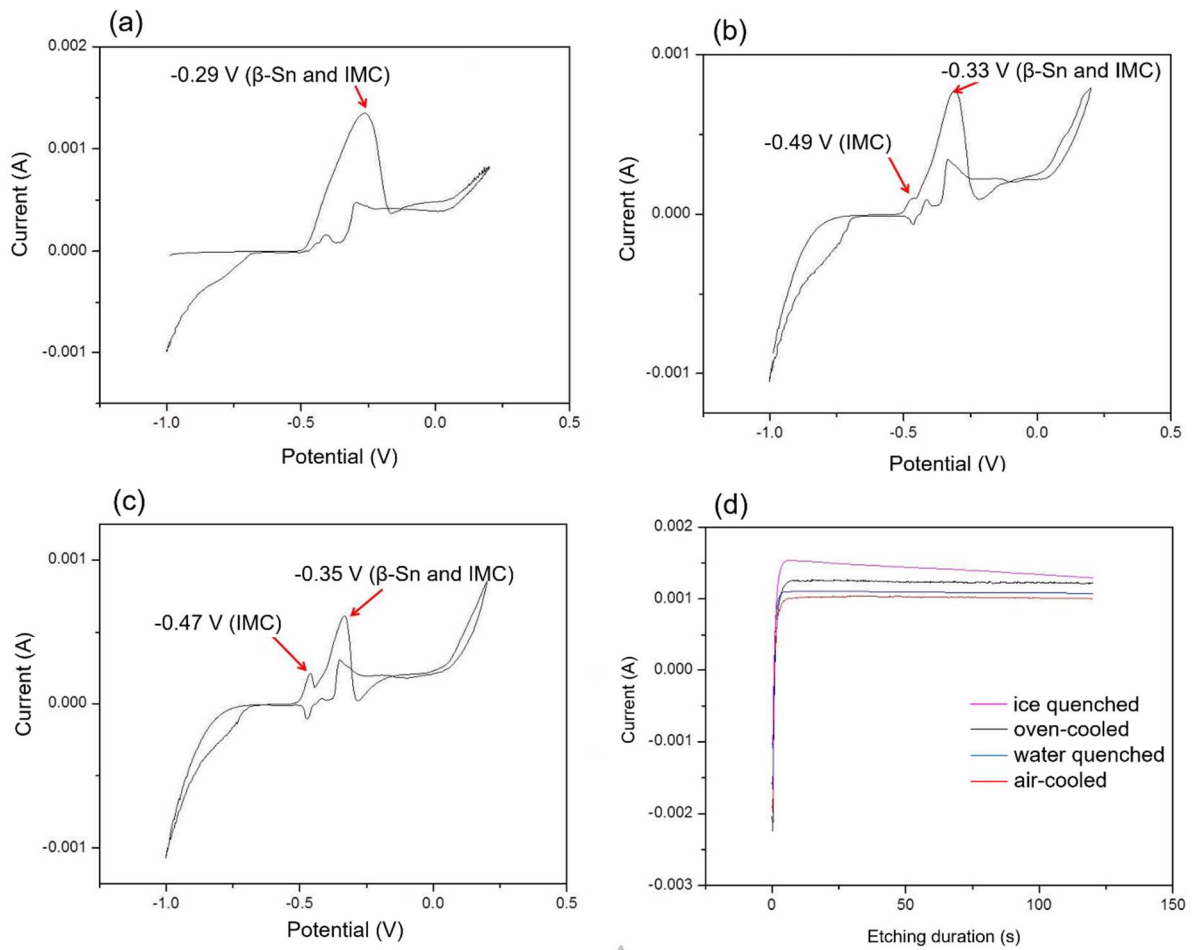 (a)
0.002
-0.29 V (β-Sn and IMC)
0.001
0.000
-0.001
Current (A)
-1.0 -0.5 0.0 0.5
Potential (V)
(b)
0.001
-0.33 V (β-Sn and IMC)
-0.49 V (IMC)
0.000
-0.001
Current (A)
-1.0 -0.5 0.0 0.5
Potential (V)
(c)
0.001
-0.35 V (β-Sn and IMC)
-0.47 V (IMC)
0.000
-0.001
Current (A)
-1.0 -0.5 0.0 0.5
Potential (V)
(d)
0.002
0.001
0.000
-0.001
-0.002
-0.003
Current (A)
ice quenched
oven-cooled
water quenched
air-cooled
0 50 100 150
Etching duration (s)